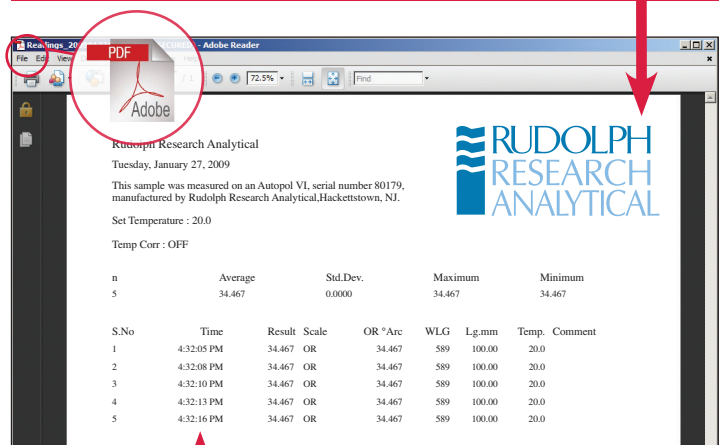 Readings_20 CURED) - Adobe Reader
File Edit View
/ 1 72.5% Find
PDF
Adobe
Rudolph Research Analytical
Tuesday, January 27, 2009
This sample was measured on an Autopol VI, serial number 80179,
manufactured by Rudolph Research Analytical,Hackettstown, NJ.
Set Temperature : 20.0
Temp Corr : OFF
RUDOLPH
RESEARCH
ANALYTICAL
n Average Std.Dev. Maximum Minimum
5 34.467 0.0000 34.467 34.467
S.No Time Result Scale OR °Arc WLG Lg.mm Temp. Comment
1 4:32:05 PM 34.467 OR 34.467 589 100.00 20.0
2 4:32:08 PM 34.467 OR 34.467 589 100.00 20.0
3 4:32:10 PM 34.467 OR 34.467 589 100.00 20.0
4 4:32:13 PM 34.467 OR 34.467 589 100.00 20.0
5 4:32:16 PM 34.467 OR 34.467 589 100.00 20.0